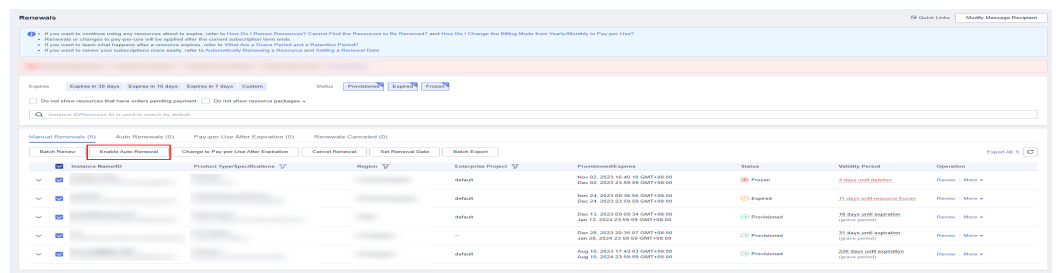 Renewals
Quick Links
Modify Message Recipient
If you want to continue using any resources about to expire, refer to How Do I Renew Resources? Cannot Find the Resources to Be Renewed? and How Do I Change the Billing Mode from Yearly/Monthly to Pay-per-Use?
Renewals or changes to pay-per-use will be applied after the current subscription term ends.
If you want to learn what happens after a resource expires, refer to What Are a Grace Period and a Retention Period?
If you want to renew your subscriptions more easily, refer to Automatically Renewing a Resource and Setting a Renewal Date
Expires Expires in 30 days Expires in 15 days Expires in 7 days Custom Status Provisioned Expired Frozen
Do not show resources that have orders pending payment Do not show resource packages
Instance ID/Resource ID is used to search by default
Manual Renewals (5) Auto Renewals (0) Pay-per-Use After Expiration (0) Renewals Canceled (0)
Batch Renew Enable Auto-Renewal Change to Pay-per-Use After Expiration Cancel Renewal Set Renewal Date Batch Export Export All: 5
Instance Name/ID Product Type/Specifications Region Enterprise Project Provisioned/Expires Status Validity Period Operation
default Nov 02, 2023 16:40:10 GMT+08:00 Frozen 4 days until deletion Renew More
Dec 02, 2023 23:59:59 GMT+08:00
default Nov 24, 2023 09:36:55 GMT+08:00 Expired 11 days until resource frozen Renew More
Dec 24, 2023 23:59:59 GMT+08:00
default Dec 13, 2023 09:09:34 GMT+08:00 Provisioned 16 days until expiration Renew More
Jan 13, 2024 23:59:59 GMT+08:00 (grace period)
-- Dec 28, 2023 20:36:07 GMT+08:00 Provisioned 31 days until expiration Renew More
Jan 28, 2024 23:59:59 GMT+08:00 (grace period)
default Aug 10, 2023 17:43:03 GMT+08:00 Provisioned 226 days until expiration Renew More
Aug 10, 2024 23:59:59 GMT+08:00 (grace period)